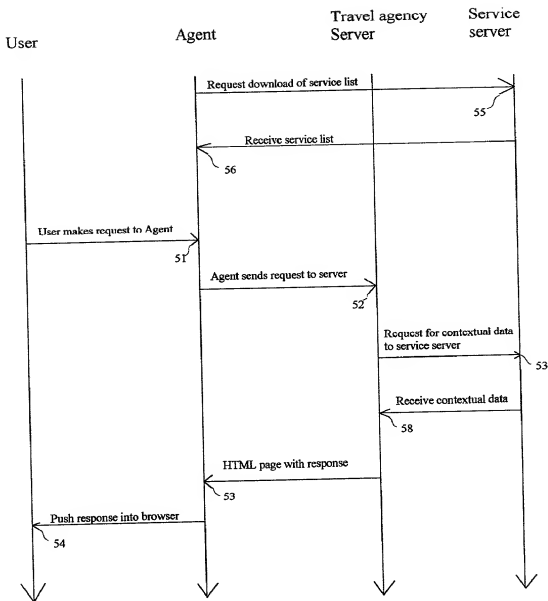 User
Agent
Travel agency
Server
Service
server
Request download of service list
55
Receive service list
56
User makes request to Agent
51
Agent sends request to server
52
Request for contextual data
to service server
53
Receive contextual data
58
HTML page with response
53
Push response into browser
54